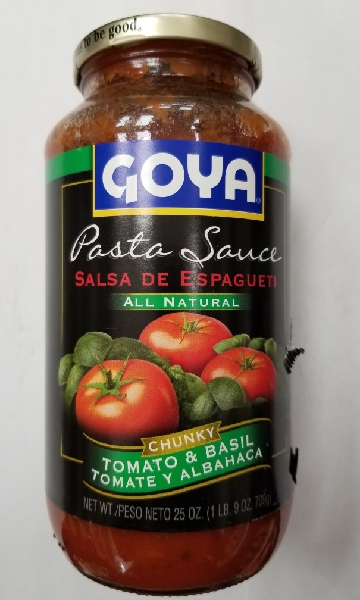 to be good.
GOYA
Pasta Sauce
SALSA DE ESPAGUETI
ALL NATURAL
CHUNKY
TOMATO & BASIL
TOMATE Y ALBAHACA
NET WT./PESO NETO 25 OZ. (1 LB. 9 OZ. 709g)